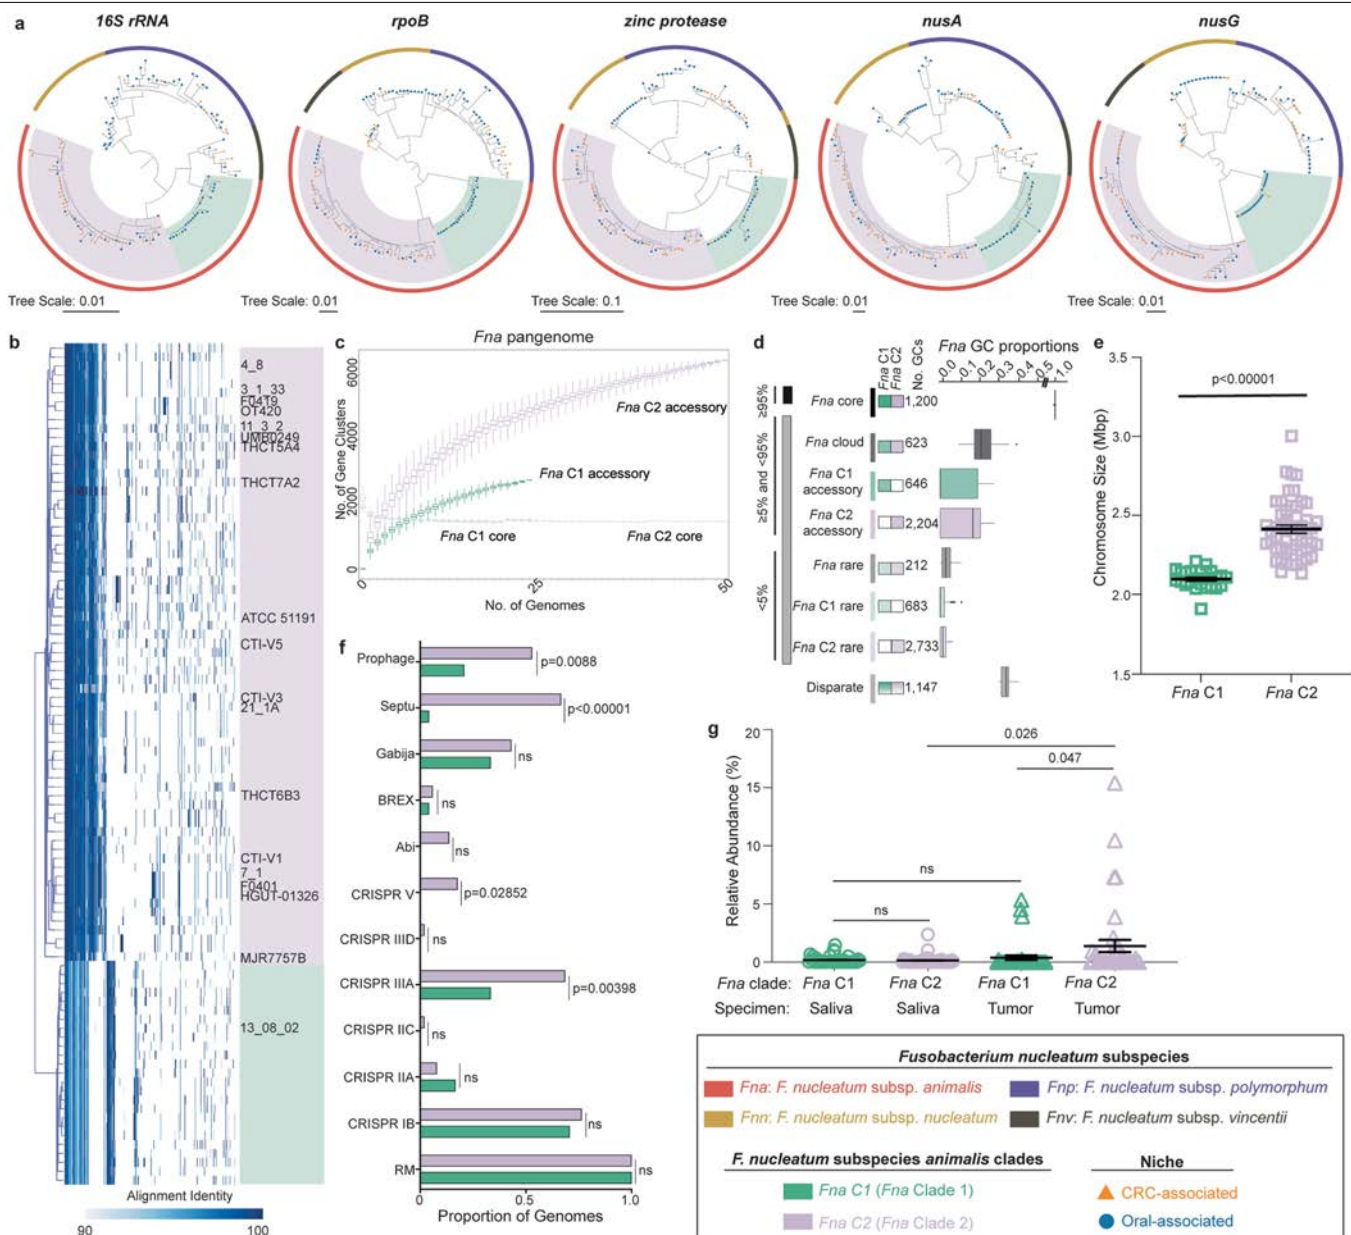 a
16S rRNA
rpoB
zinc protease
nusA
nusG
Tree Scale: 0.01
Tree Scale: 0.01
Tree Scale: 0.1
Tree Scale: 0.01
Tree Scale: 0.01
b
4_8
3_1_33
F0419
OT420
11_3_2
UMB0249
THCT5A4
THCT7A2
ATCC 51191
CTI-V5
CTI-V3
21_1A
THCT6B3
CTI-V1
7_1
F0401
HGUT-01326
MJR7757B
13_08_02
Alignment Identity
90
100
c
Fna pangenome
No. of Gene Clusters
6000
4000
2000
0
Fna C2 accessory
Fna C1 accessory
Fna C1 core
Fna C2 core
0
25
50
No. of Genomes
d
Fna C1
Fna C2
No. GCs
Fna GC proportions
0.0
0.1
0.2
0.3
0.4
0.5
1.0
≥95%
≥5% and <95%
<5%
Fna core
1,200
Fna cloud
623
Fna C1
accessory
646
Fna C2
accessory
2,204
Fna rare
212
Fna C1 rare
683
Fna C2 rare
2,733
Disparate
1,147
e
Chromosome Size (Mbp)
3.5
3.0
2.5
2.0
1.5
p<0.00001
Fna C1
Fna C2
f
Prophage
p=0.0088
Septu
p<0.00001
Gabija
ns
BREX
ns
Abi
ns
CRISPR V
p=0.02852
CRISPR IIID
ns
CRISPR IIIA
p=0.00398
CRISPR IIC
ns
CRISPR IIA
ns
CRISPR IB
ns
RM
ns
0
0.5
1.0
Proportion of Genomes
g
Relative Abundance (%)
20
15
10
5
0
0.026
0.047
ns
ns
Fna clade:
Fna C1
Fna C2
Fna C1
Fna C2
Specimen:
Saliva
Saliva
Tumor
Tumor
Fusobacterium nucleatum subspecies
Fna: F. nucleatum subsp. animalis
Fnp: F. nucleatum subsp. polymorphum
Fnn: F. nucleatum subsp. nucleatum
Fnv: F. nucleatum subsp. vincentii
F. nucleatum subspecies animalis clades
Fna C1 (Fna Clade 1)
Fna C2 (Fna Clade 2)
Niche
CRC-associated
Oral-associated